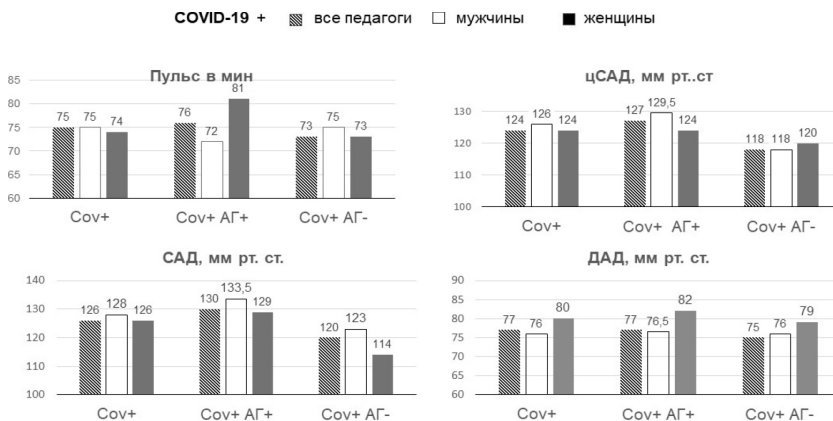 COVID-19 + все педагоги мужчины женщины
Пульс в мин
85
80
75
70
65
60
75 75 74
76 72 81
73 75 73
Cov+ Cov+ АГ+ Cov+ АГ-
цСАД, мм рт..ст
130
120
110
100
124 126 124
127 129,5 124
118 118 120
Cov+ Cov+ АГ+ Cov+ АГ-
САД, мм рт. ст.
140
130
120
110
100
126 128 126
130 133,5 129
120 123 114
Cov+ Cov+ АГ+ Cov+ АГ-
ДАД, мм рт. ст.
90
85
80
75
70
65
60
77 76 80
77 76,5 82
75 76 79
Cov+ Cov+ АГ+ Cov+ АГ-